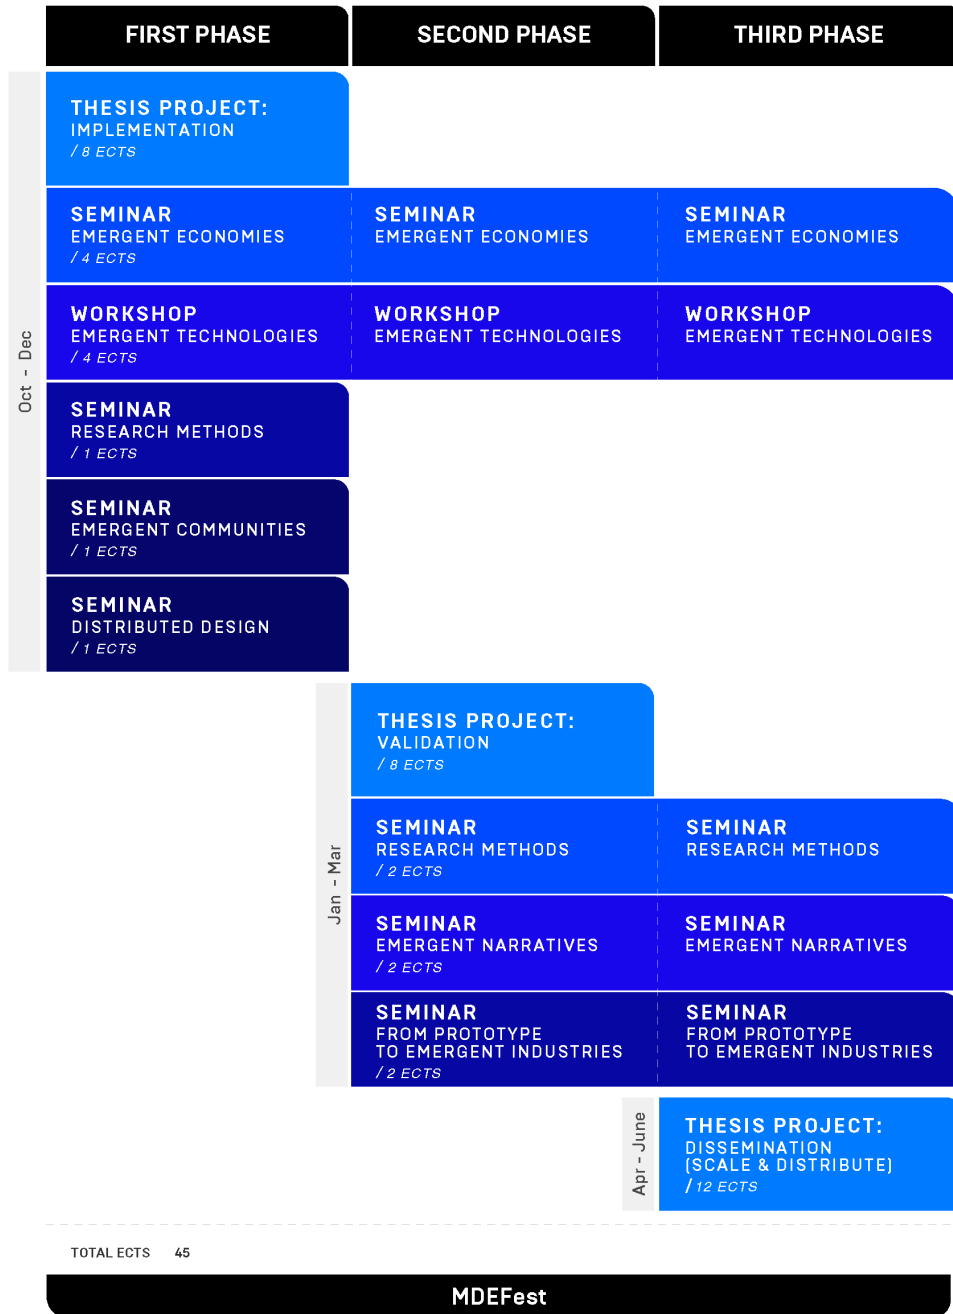 FIRST PHASE
SECOND PHASE
THIRD PHASE
Oct - Dec
THESIS PROJECT:
IMPLEMENTATION
/ 8 ECTS
SEMINAR
EMERGENT ECONOMIES
/ 4 ECTS
SEMINAR
EMERGENT ECONOMIES
SEMINAR
EMERGENT ECONOMIES
WORKSHOP
EMERGENT TECHNOLOGIES
/ 4 ECTS
WORKSHOP
EMERGENT TECHNOLOGIES
WORKSHOP
EMERGENT TECHNOLOGIES
SEMINAR
RESEARCH METHODS
/ 1 ECTS
SEMINAR
EMERGENT COMMUNITIES
/ 1 ECTS
SEMINAR
DISTRIBUTED DESIGN
/ 1 ECTS
Jan - Mar
THESIS PROJECT:
VALIDATION
/ 8 ECTS
SEMINAR
RESEARCH METHODS
/ 2 ECTS
SEMINAR
RESEARCH METHODS
SEMINAR
EMERGENT NARRATIVES
/ 2 ECTS
SEMINAR
EMERGENT NARRATIVES
SEMINAR
FROM PROTOTYPE
TO EMERGENT INDUSTRIES
/ 2 ECTS
SEMINAR
FROM PROTOTYPE
TO EMERGENT INDUSTRIES
Apr - June
THESIS PROJECT:
DISSEMINATION
(SCALE & DISTRIBUTE)
/ 12 ECTS
TOTAL ECTS 45
MDEFest